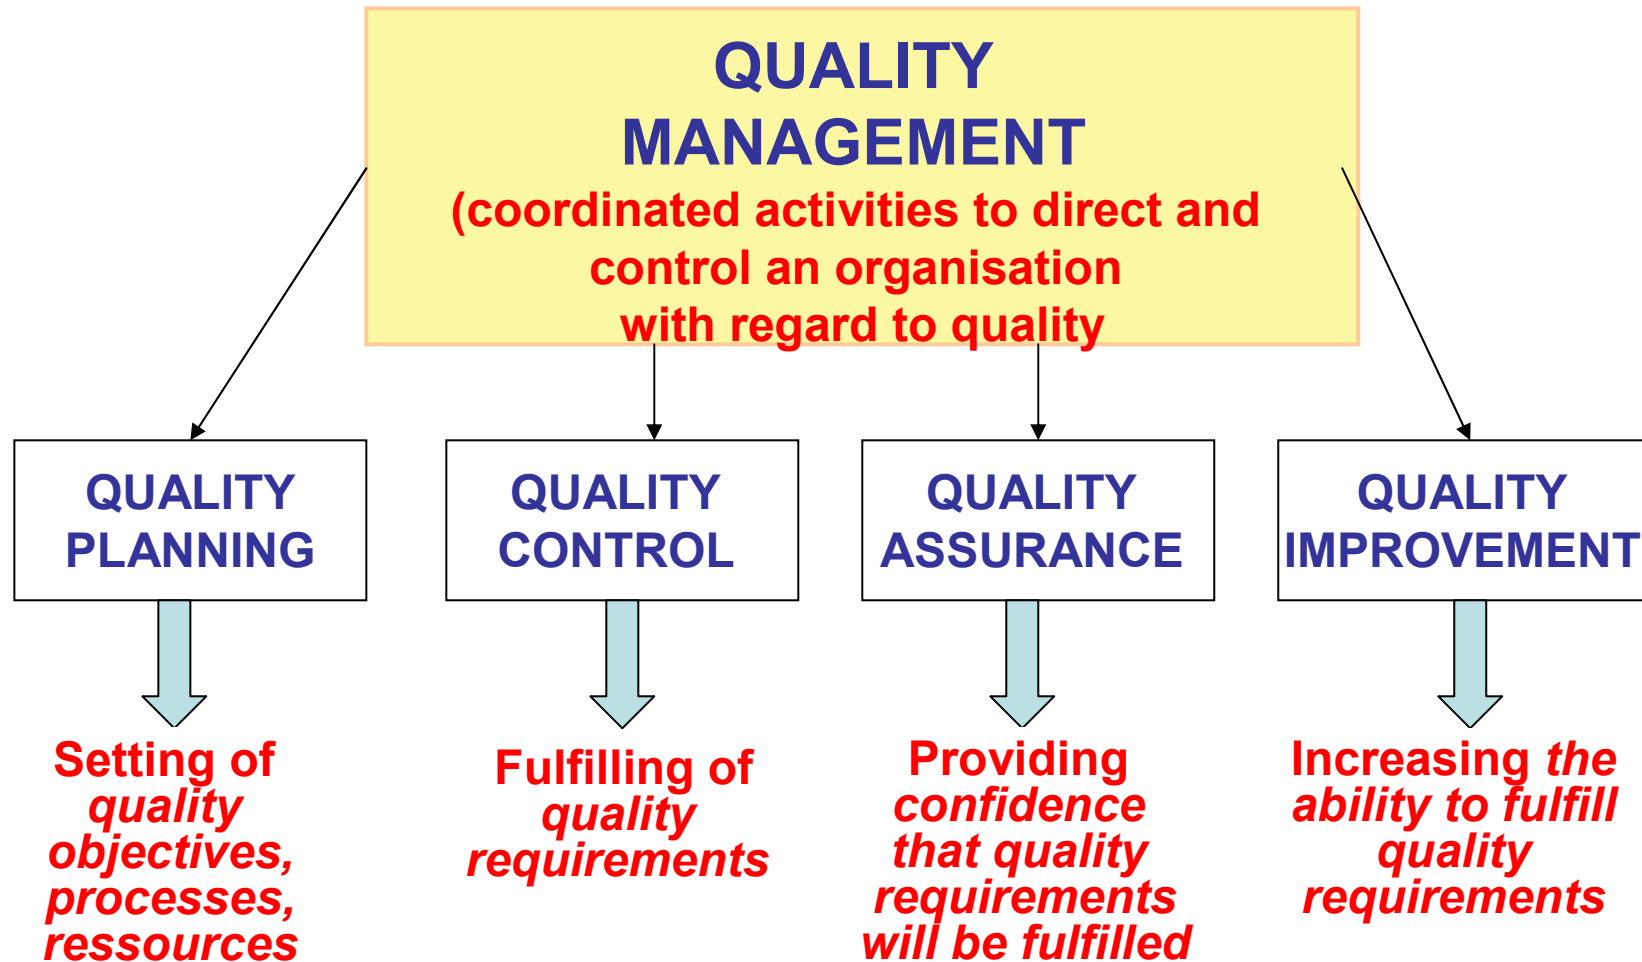 QUALITY
MANAGEMENT
(coordinated activities to direct and
control an organisation
with regard to quality
QUALITY
PLANNING
QUALITY
CONTROL
QUALITY
ASSURANCE
QUALITY
IMPROVEMENT
Setting of
quality
objectives,
processes,
ressources
Fulfilling of
quality
requirements
Providing
confidence
that quality
requirements
will be fulfilled
Increasing the
ability to fulfill
quality
requirements